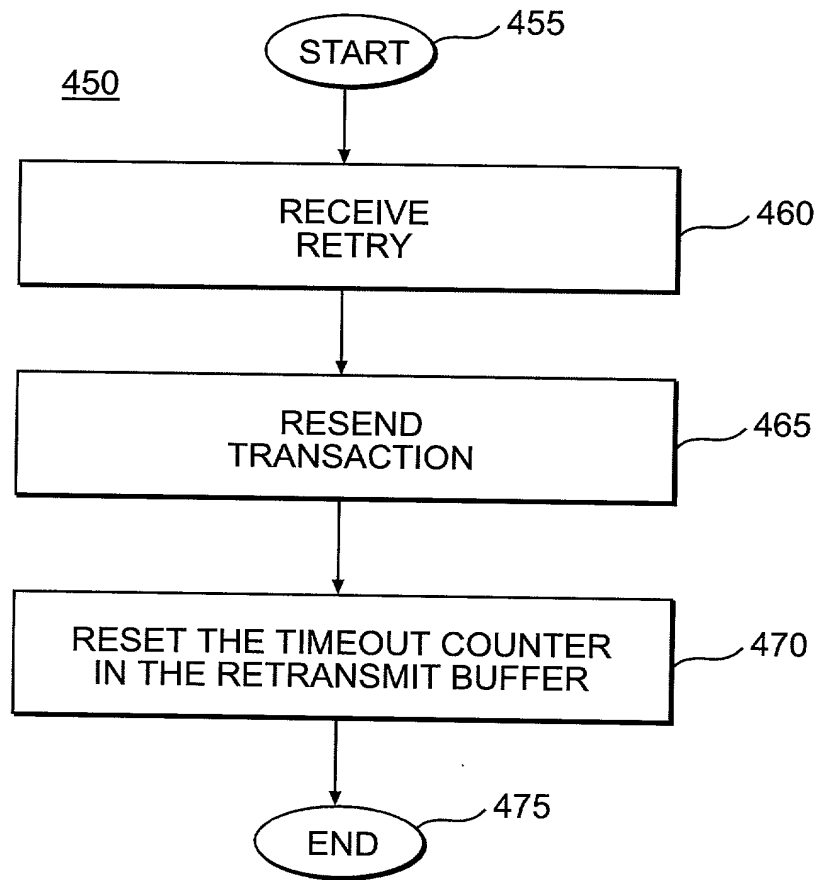 START
455
450
RECEIVE
RETRY
460
RESEND
TRANSACTION
465
RESET THE TIMEOUT COUNTER
IN THE RETRANSMIT BUFFER
470
END
475